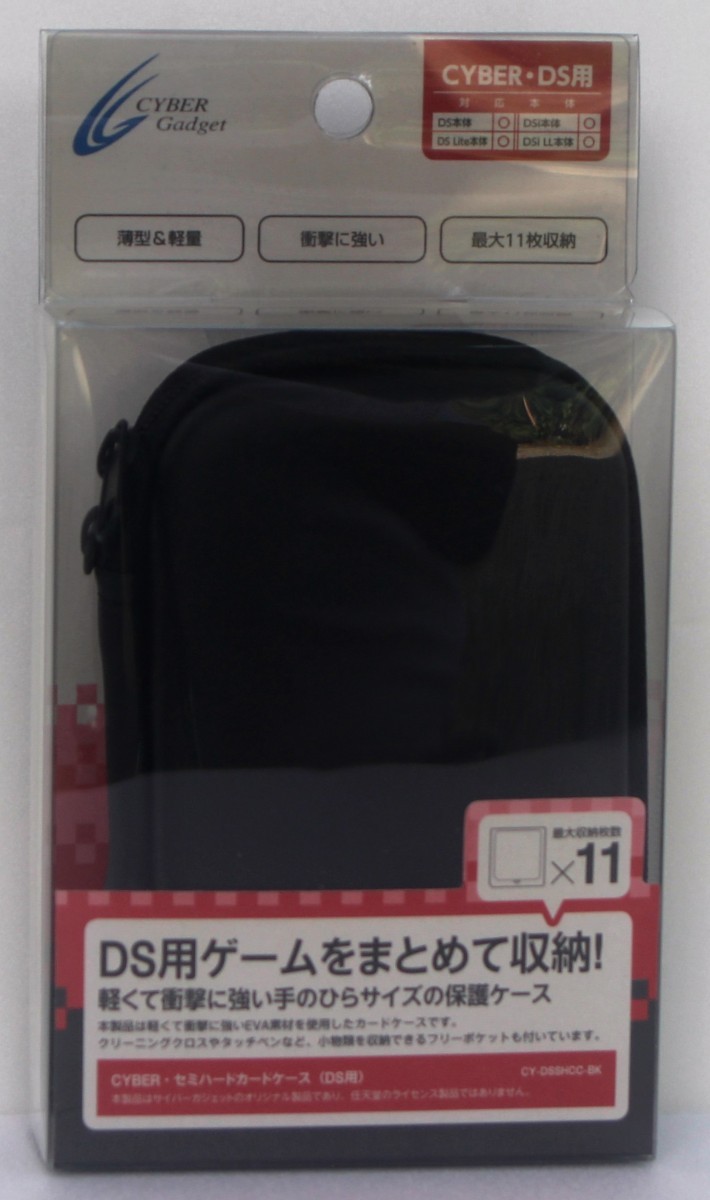 CYBER
Gadget
CYBER・DS用
対応本体
DS本体 ○ DSi本体 ○
DS Lite本体 ○ DSi LL本体 ○
薄型&軽量
衝撃に強い
最大11枚収納
最大収納枚数
×11
DS用ゲームをまとめて収納!
軽くて衝撃に強い手のひらサイズの保護ケース
本製品は軽くて衝撃に強いEVA素材を使用したカードケースです。
クリーニングクロスやタッチペンなど、小物類を収納できるフリーポケットも付いています。
CYBER・セミハードカードケース（DS用） CY-DSSHCC-BK
本製品はサイバーガジェットのオリジナル製品であり、任天堂のライセンス製品ではありません。